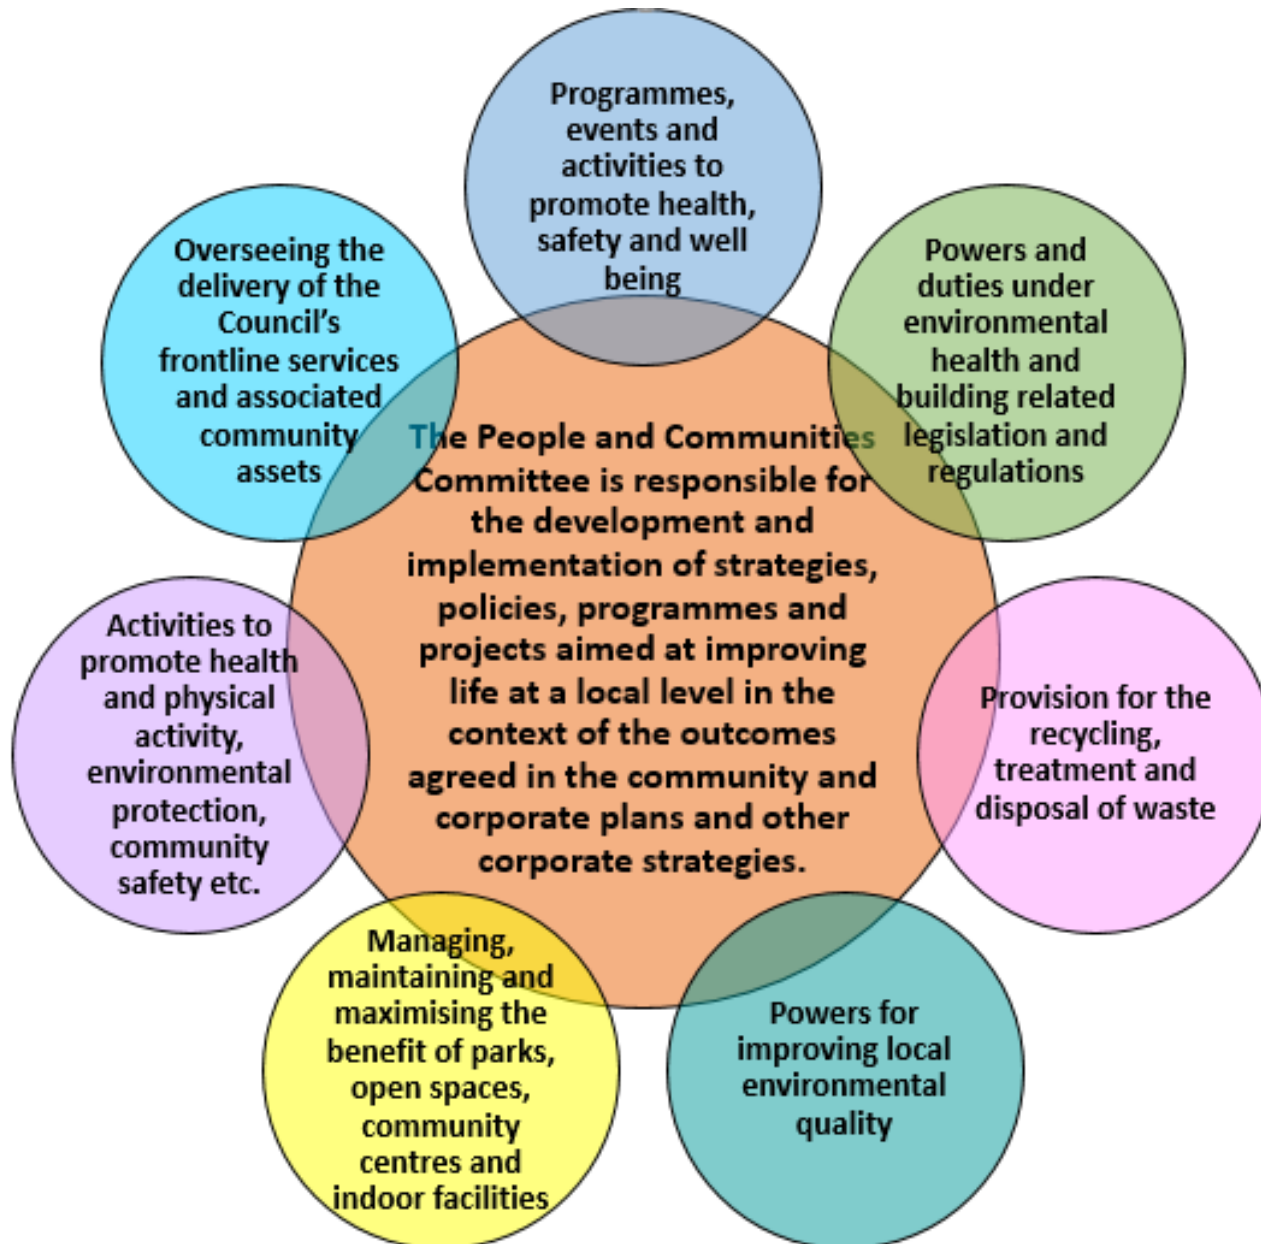 Programmes,
events and
activities to
promote health,
safety and well
being
Powers and
duties under
environmental
health and
building related
legislation and
regulations
Provision for the
recycling,
treatment and
disposal of waste
Powers for
improving local
environmental
quality
Managing,
maintaining and
maximising the
benefit of parks,
open spaces,
community
centres and
indoor facilities
Activities to
promote health
and physical
activity,
environmental
protection,
community
safety etc.
Overseeing the
delivery of the
Council’s
frontline services
and associated
community
assets
The People and Communities
Committee is responsible for
the development and
implementation of strategies,
policies, programmes and
projects aimed at improving
life at a local level in the
context of the outcomes
agreed in the community and
corporate plans and other
corporate strategies.